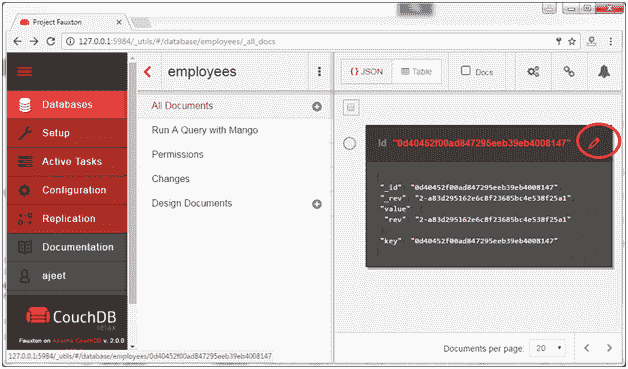 Project Fauxton
127.0.0.1:5984/_utils/#/database/employees/_all_docs
employees
{ } JSON
Table
Docs
Databases
Setup
Active Tasks
Configuration
Replication
Documentation
ajeet
CouchDB
relax
Fauxton on Apache CouchDB v. 2.0.0
All Documents
Run A Query with Mango
Permissions
Changes
Design Documents
id "0d40452f00ad847295eeb39eb4008147"
{
"_id" "0d40452f00ad847295eeb39eb4008147"
"_rev" "2-a83d295162e6c8f23685bc4e538f25a1"
"value" {
"rev" "2-a83d295162e6c8f23685bc4e538f25a1"
}
"key" "0d40452f00ad847295eeb39eb4008147"
}
Documents per page: 20
127.0.0.1:5984/_utils/#/database/employees/0d40452f00ad847295eeb39eb4008147